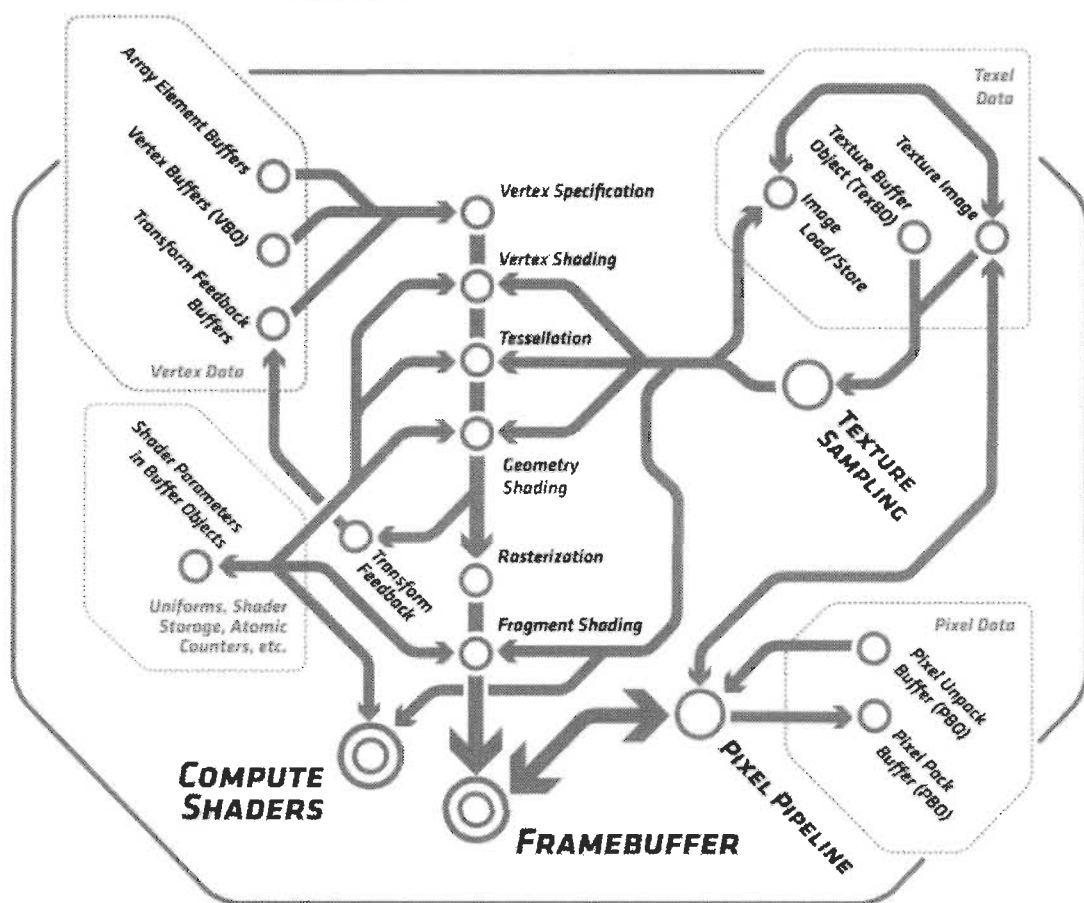 Array Element Buffers
Vertex Buffers (VBO)
Transform Feedback
Buffers
Vertex Data
Shader Parameters
in Buffer Objects
Uniforms, Shader
Storage, Atomic
Counters, etc.
Vertex Specification
Vertex Shading
Tessellation
Geometry
Shading
Transform
Feedback
Rasterization
Fragment Shading
Texel
Data
Image
Load/Store
Texture Buffer
Object (TexBO)
Texture Image
TEXTURE
SAMPLING
Pixel Data
Pixel Unpack
Buffer (PBO)
Pixel Pack
Buffer (PBO)
PIXEL PIPELINE
COMPUTE
SHADERS
FRAMEBUFFER